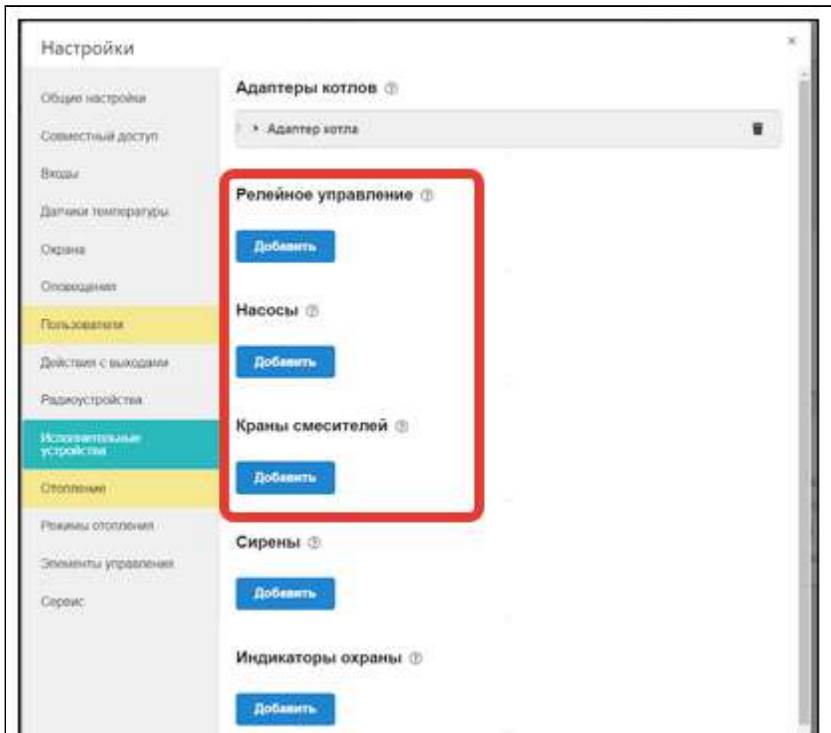 Настройки
Общие настройки
Совместный доступ
Входы
Датчики температуры
Охрана
Оповещения
Пользователи
Действия с выходами
Радиоустройства
Исполнительные
устройства
Отопление
Режимы отопления
Элементы управления
Сервис
Адаптеры котлов
Адаптер котла
Релейное управление
Добавить
Насосы
Добавить
Краны смесителей
Добавить
Сирены
Добавить
Индикаторы охраны
Добавить